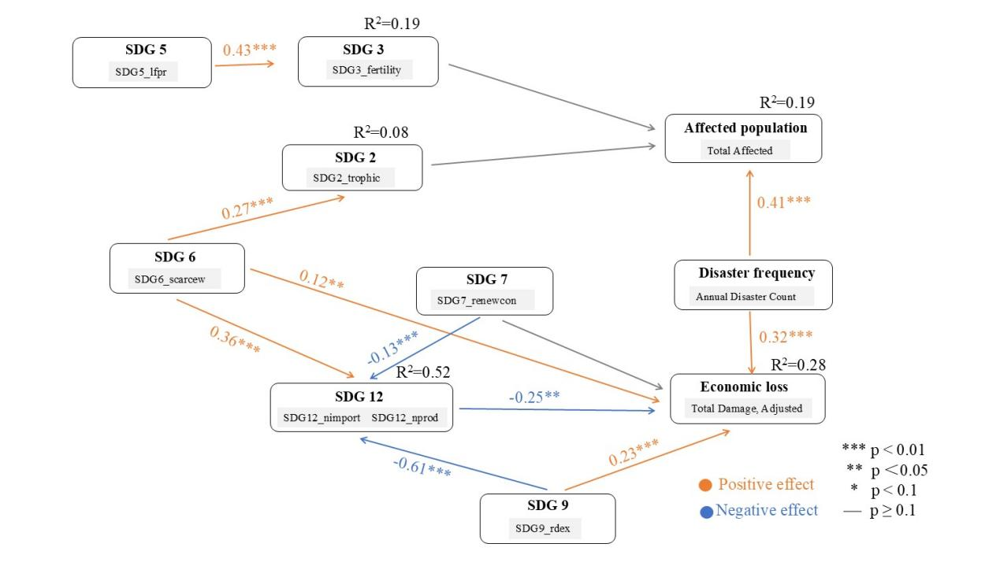 R²=0.19
SDG 5
SDG5_lfpr
0.43***
SDG 3
SDG3_fertility
R²=0.19
Affected population
Total Affected
R²=0.08
SDG 2
SDG2_trophic
0.27***
0.41***
SDG 6
SDG6_scarcew
0.12**
SDG 7
SDG7_renewcon
Disaster frequency
Annual Disaster Count
0.36***
-0.13***
0.32***
R²=0.52
R²=0.28
SDG 12
SDG12_nimport SDG12_nprod
-0.25**
Economic loss
Total Damage, Adjusted
-0.61***
0.23***
SDG 9
SDG9_rdex
Positive effect
Negative effect
*** p < 0.01
** p <0.05
* p < 0.1
— p ≥ 0.1